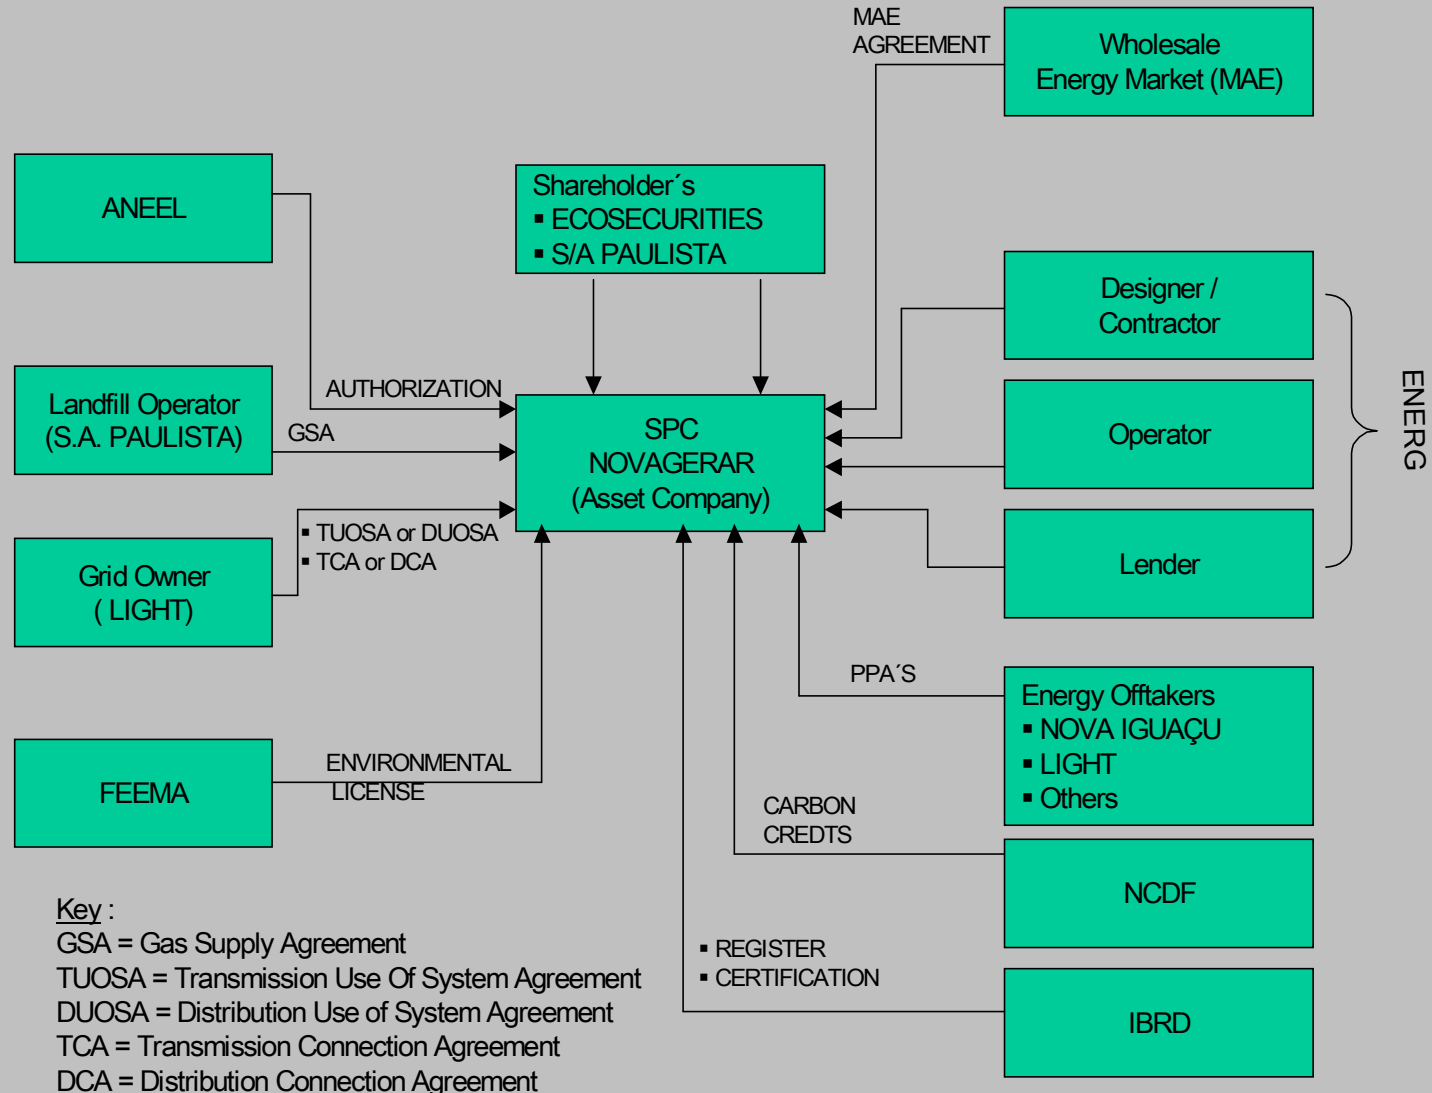 MAE
AGREEMENT
Wholesale
Energy Market (MAE)
ANEEL
Shareholder´s
▪ ECOSECURITIES
▪ S/A PAULISTA
Designer /
Contractor
Landfill Operator
(S.A. PAULISTA)
AUTHORIZATION
GSA
SPC
NOVAGERAR
(Asset Company)
Operator
ENERG
▪ TUOSA or DUOSA
▪ TCA or DCA
Grid Owner
( LIGHT)
Lender
PPA´S
Energy Offtakers
▪ NOVA IGUAÇU
▪ LIGHT
▪ Others
FEEMA
ENVIRONMENTAL
LICENSE
CARBON
CREDTS
NCDF
▪ REGISTER
▪ CERTIFICATION
IBRD
Key :
GSA = Gas Supply Agreement
TUOSA = Transmission Use Of System Agreement
DUOSA = Distribution Use of System Agreement
TCA = Transmission Connection Agreement
DCA = Distribution Connection Agreement